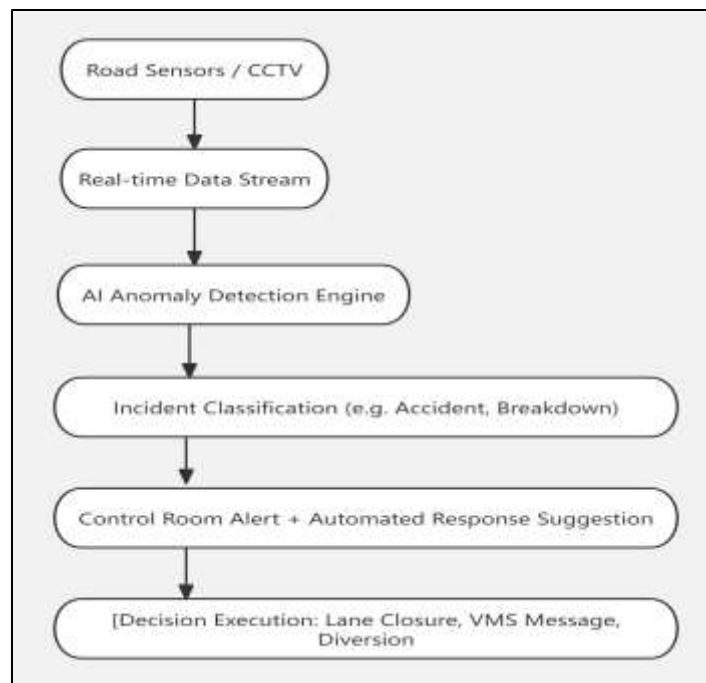 Road Sensors / CCTV
Real-time Data Stream
AI Anomaly Detection Engine
Incident Classification (e.g. Accident, Breakdown)
Control Room Alert + Automated Response Suggestion
[Decision Execution: Lane Closure, VMS Message,
Diversion